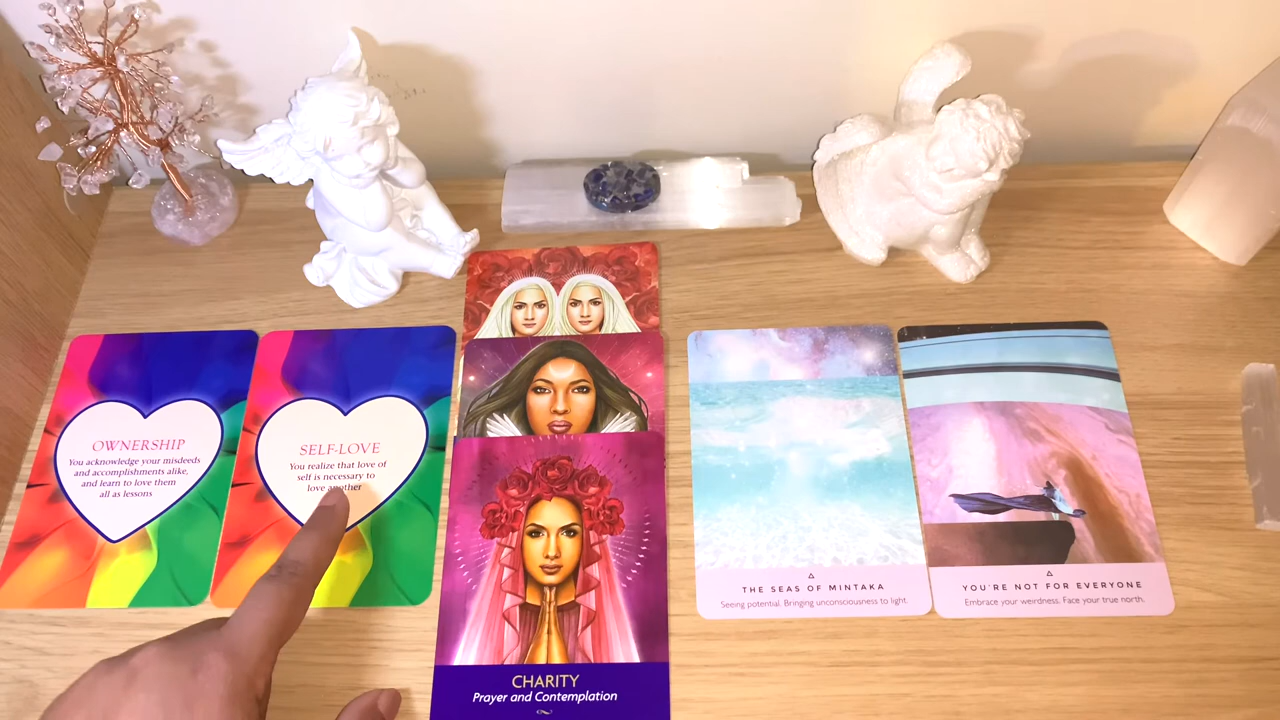 OWNERSHIP
You acknowledge your misdeeds
and accomplishments alike,
and learn to love them
all as lessons
SELF-LOVE
You realize that love of
self is necessary to
love another
CHARITY
Prayer and Contemplation
THE SEAS OF MINTAKA
Seeing potential. Bringing unconsciousness to light.
YOU'RE NOT FOR EVERYONE
Embrace your weirdness. Face your true north.